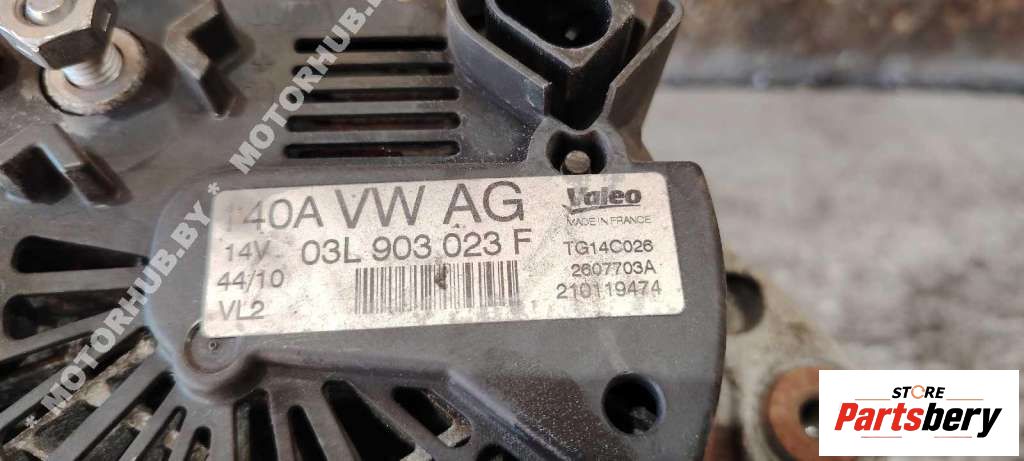 MOTORHUB.BY * MOTORHUB.BY
140A VW AG
14V 03L 903 023 F
44/10
VL2
Valeo
MADE IN FRANCE
TG14C026
2607703A
210119474
STORE
Partsbery